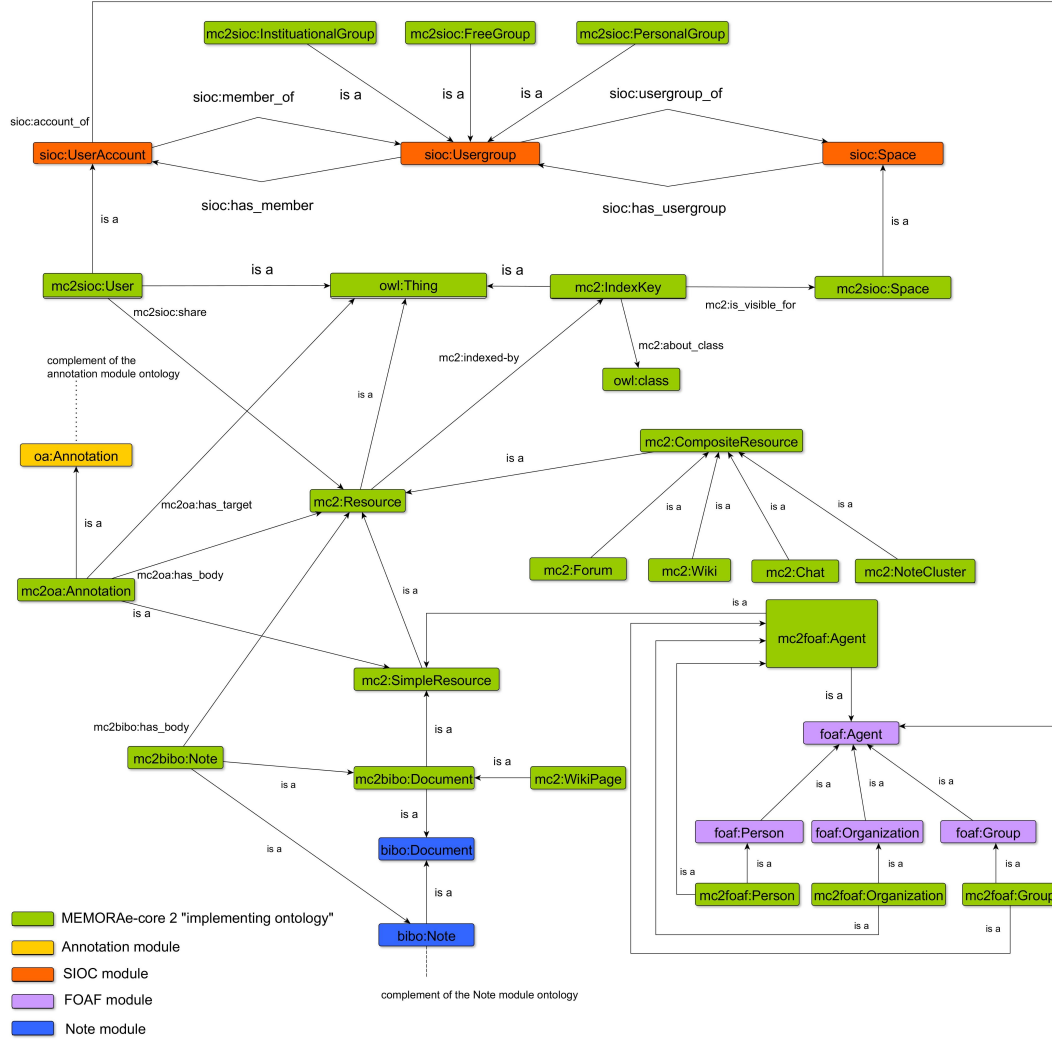 mc2sioc:InstituationalGroup
mc2sioc:FreeGroup
mc2sioc:PersonalGroup
is a
is a
is a
sioc:member_of
sioc:usergroup_of
sioc:account_of
sioc:UserAccount
sioc:Usergroup
sioc:Space
sioc:has_member
sioc:has_usergroup
is a
is a
mc2sioc:User
is a
owl:Thing
is a
mc2:IndexKey
mc2:is_visible_for
mc2sioc:Space
mc2sioc:share
mc2:about_class
mc2:indexed-by
complement of the
annotation module ontology
owl:class
is a
oa:Annotation
mc2:CompositeResource
is a
mc2oa:has_target
mc2:Resource
is a
is a
is a
is a
is a
mc2:Forum
mc2:Wiki
mc2:Chat
mc2:NoteCluster
mc2oa:Annotation
mc2oa:has_body
is a
is a
is a
mc2foaf:Agent
mc2:SimpleResource
is a
mc2bibo:has_body
is a
foaf:Agent
mc2bibo:Note
is a
mc2bibo:Document
is a
mc2:WikiPage
is a
is a
is a
is a
foaf:Person
foaf:Organization
foaf:Group
bibo:Document
is a
is a
is a
is a
is a
is a
mc2foaf:Person
mc2foaf:Organization
mc2foaf:Group
bibo:Note
is a
is a
complement of the Note module ontology
MEMORAe-core 2 "implementing ontology"
Annotation module
SIOC module
FOAF module
Note module